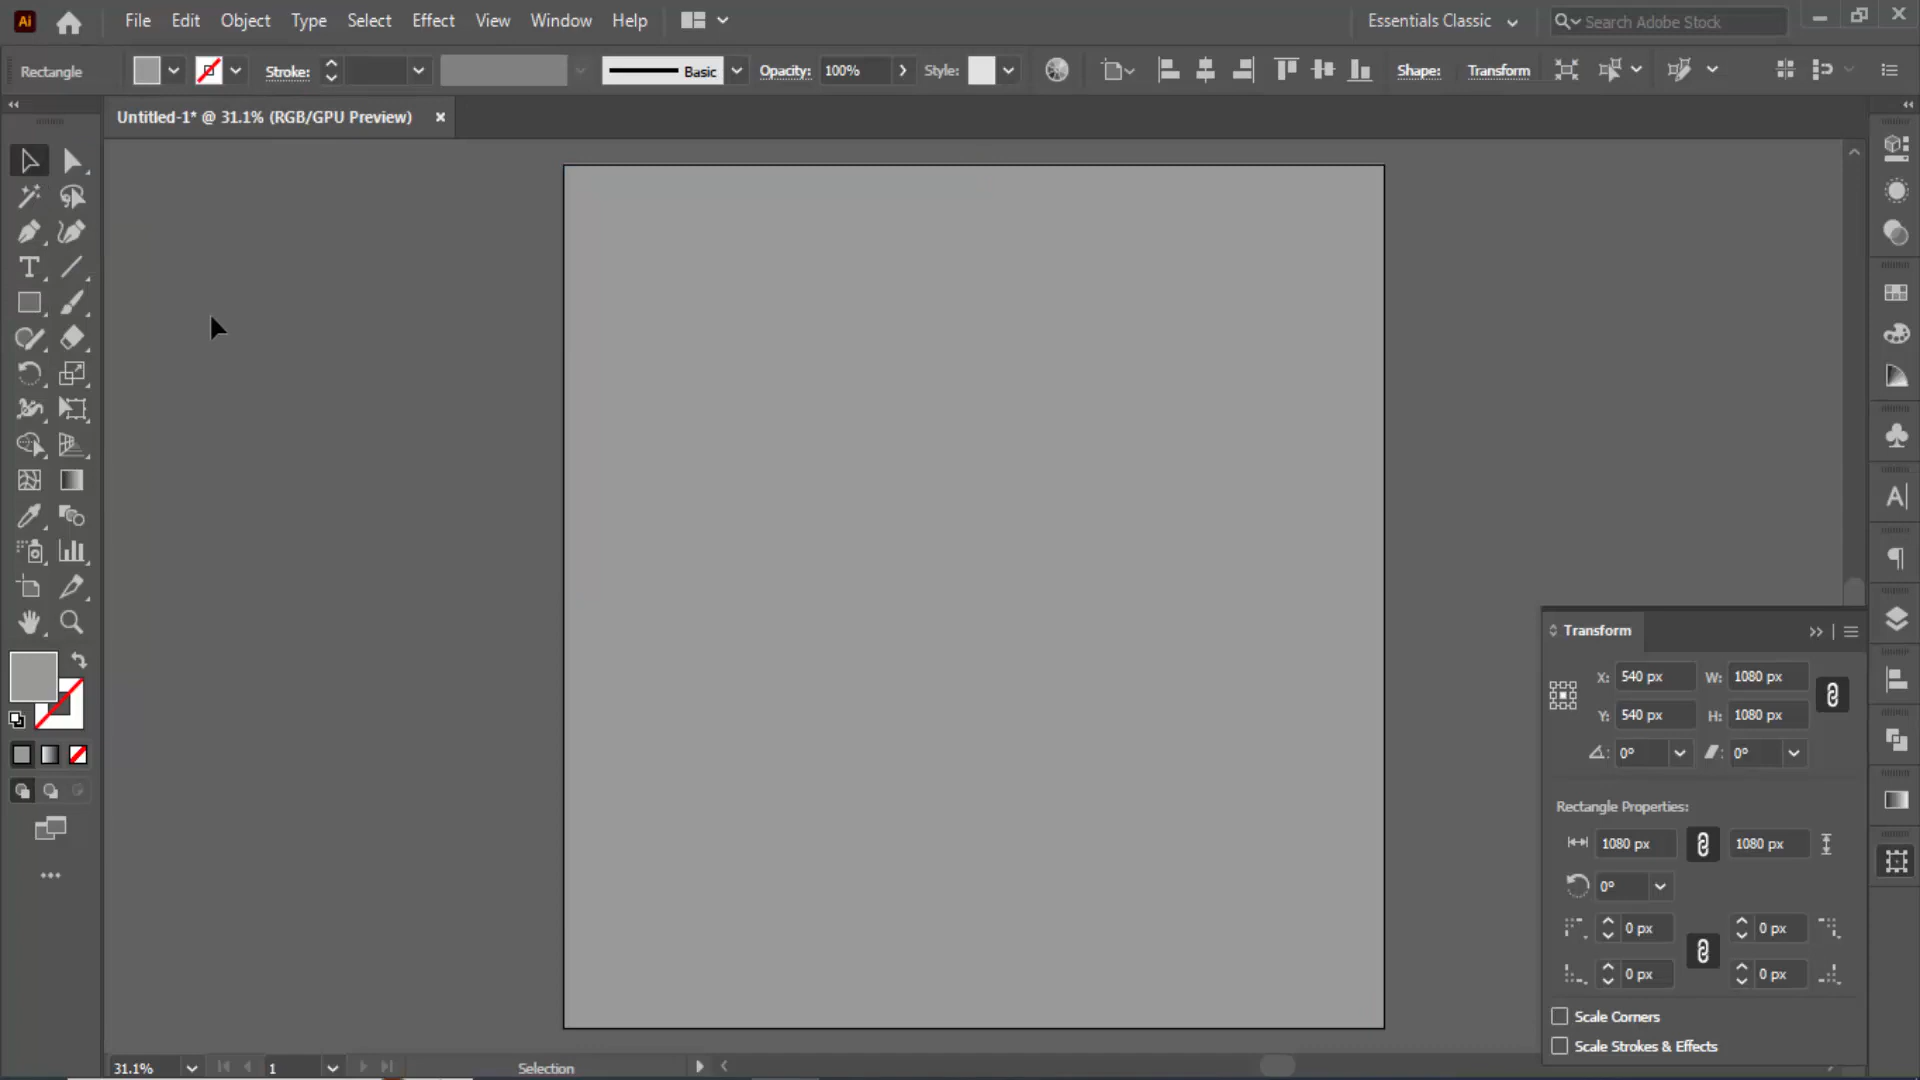 Ai File Edit Object Type Select Effect View Window Help Essentials Classic Search Adobe Stock
Rectangle Stroke: Basic Opacity: 100% Style: Shape: Transform
Untitled-1* @ 31.1% (RGB/GPU Preview)
Transform
X: 540 px W: 1080 px
Y: 540 px H: 1080 px
0° 0°
Rectangle Properties:
1080 px 1080 px
0°
0 px 0 px
0 px 0 px
Scale Corners
Scale Strokes & Effects
31.1% 1 Selection